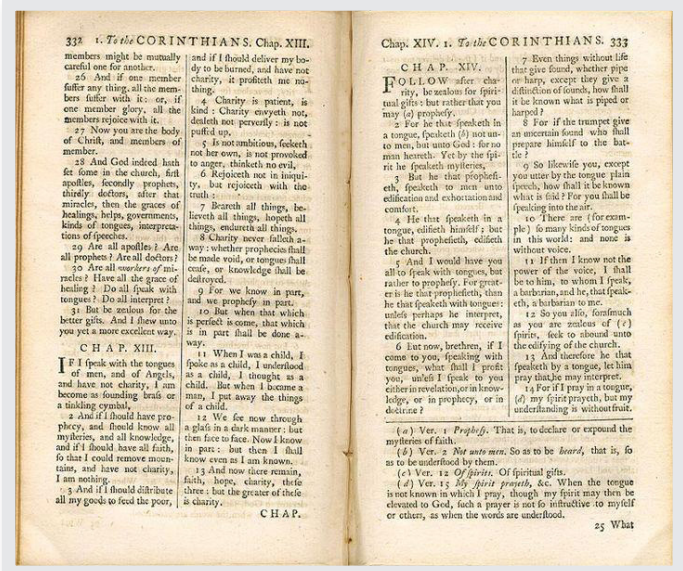 332 1. To the CORINTHIANS. Chap. XIII.
members might be mutually
careful one for another.
26 And if one member
suffer any thing, all the mem-
bers suffer with it: or, if
one member glory, all the
members rejoice with it.
27 Now you are the body
of Christ, and members of
member.
28 And God indeed hath
set some in the church, first
apostles, secondly prophets,
thirdly doctors, after that
miracles, then the graces of
healings, helps, governments,
kinds of tongues, interpreta-
tions of speeches.
29 Are all apostles? Are
all prophets? Are all doctors?
30 Are all workers of mi-
racles? Have all the grace of
healing? Do all speak with
tongues? Do all interpret?
31 But be zealous for the
better gifts. And I shew unto
you yet a more excellent way.
CHAP. XIII.
IF I speak with the tongues
of men, and of Angels,
and have not charity, I am
become as sounding brass or
a tinkling cymbal,
2 And if I should have pro-
phecy, and should know all
mysteries, and all knowledge,
and if I should have all faith,
so that I could remove moun-
tains, and have not charity,
I am nothing.
3 And if I should distribute
all my goods to feed the poor,
and if I should deliver my bo-
dy to be burned, and have not
charity, it profiteth me no-
thing.
4 Charity is patient, is
kind: Charity envyeth not,
dealeth not perversly: is not
puffed up.
5 Is not ambitious, seeketh
not her own, is not provoked
to anger, thinketh no evil,
6 Rejoiceth not in iniqui-
ty, but rejoiceth with the
truth:
7 Beareth all things, be-
lieveth all things, hopeth all
things, endureth all things.
8 Charity never falleth a-
way: whether prophecies shall
be made void, or tongues shall
cease, or knowledge shall be
destroyed.
9 For we know in part,
and we prophesy in part.
10 But when that which
is perfect is come, that which
is in part shall be done a-
way.
11 When I was a child, I
spoke as a child, I understood
as a child, I thought as a
child. But when I became a
man, I put away the things
of a child.
12 We see now through
a glass in a dark manner: but
then face to face. Now I know
in part: but then I shall
know even as I am known.
13 And now there remain,
faith, hope, charity, these
three: but the greater of these
is charity.
CHAP.
Chap. XIV. 1. To the CORINTHIANS. 333
CHAP. XIV.
FOLLOW after cha-
rity, be zealous for spiri-
tual gifts: but rather that you
may (a) prophesy.
2 For he that speaketh in
a tongue, speaketh (b) not un-
to men, but unto God: for no
man heareth. Yet by the spi-
rit he speaketh mysteries,
3 But he that prophesi-
eth, speaketh to men unto
edification and exhortation and
comfort.
4 He that speaketh in a
tongue, edifieth himself: but
he that prophesieth, edifieth
the church.
5 And I would have you
all to speak with tongues, but
rather to prophesy. For great-
er is he that prophesieth, than
he that speaketh with tongues:
unless perhaps he interpret,
that the church may receive
edification.
6 But now, brethren, if I
come to you, speaking with
tongues, what shall I profit
you, unless I speak to you
either in revelation, or in know-
ledge, or in prophecy, or in
doctrine?
7 Even things without life
that give sound, whether pipe
or harp, except they give a
distinction of sounds, how shall
it be known what is piped or
harped?
8 For if the trumpet give
an uncertain sound who shall
prepare himself to the bat-
tle?
9 So likewise you, except
you utter by the tongue plain
speech, how shall it be known
what is said? For you shall be
speaking into the air.
10 There are (for exam-
ple) so many kinds of tongues
in this world: and none is
without voice.
11 If then I know not the
power of the voice, I shall
be to him, to whom I speak,
a barbarian, and he, that speak-
eth, a barbarian to me.
12 So you also, forasmuch
as you are zealous of (c)
spirits, seek to abound unto
the edifying of the church.
13 And therefore he that
speaketh by a tongue, let him
pray that he may interpret.
14 For if I pray in a tongue,
(d) my spirit prayeth, but my
understanding is without fruit.
(a) Ver. 1 Prophesy. That is, to declare or expound the
mysteries of faith.
(b) Ver. 2 Not unto men. So as to be heard, that is, so
as to be understood by them.
(c) Ver. 12 Of spirits. Of spiritual gifts.
(d) Ver. 15 My spirit prayeth, &c. When the tongue
is not known in which I pray, though my spirit may then be
elevated to God, such a prayer is not so instructive to myself
or others, as when the words are understood.
25 What